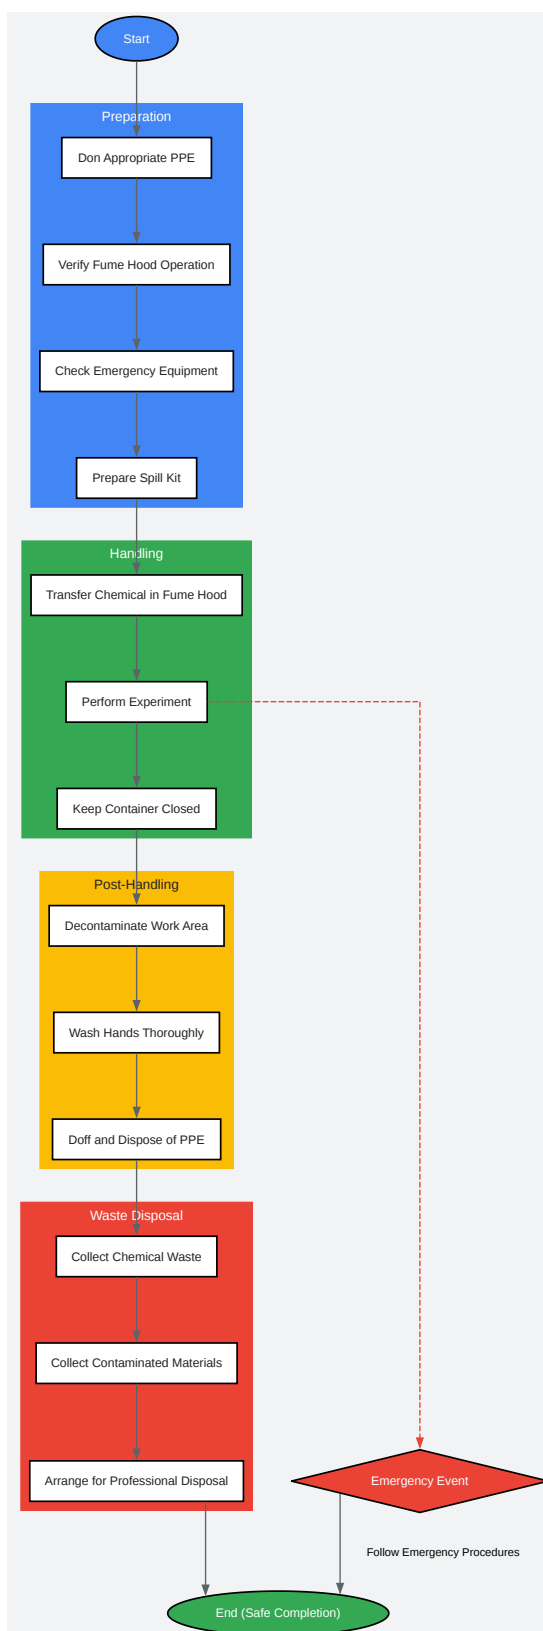 Start
Preparation
Don Appropriate PPE
Verify Fume Hood Operation
Check Emergency Equipment
Prepare Spill Kit
Handling
Transfer Chemical in Fume Hood
Perform Experiment
Keep Container Closed
Post-Handling
Decontaminate Work Area
Wash Hands Thoroughly
Doff and Dispose of PPE
Waste Disposal
Collect Chemical Waste
Collect Contaminated Materials
Arrange for Professional Disposal
Emergency Event
Follow Emergency Procedures
End (Safe Completion)